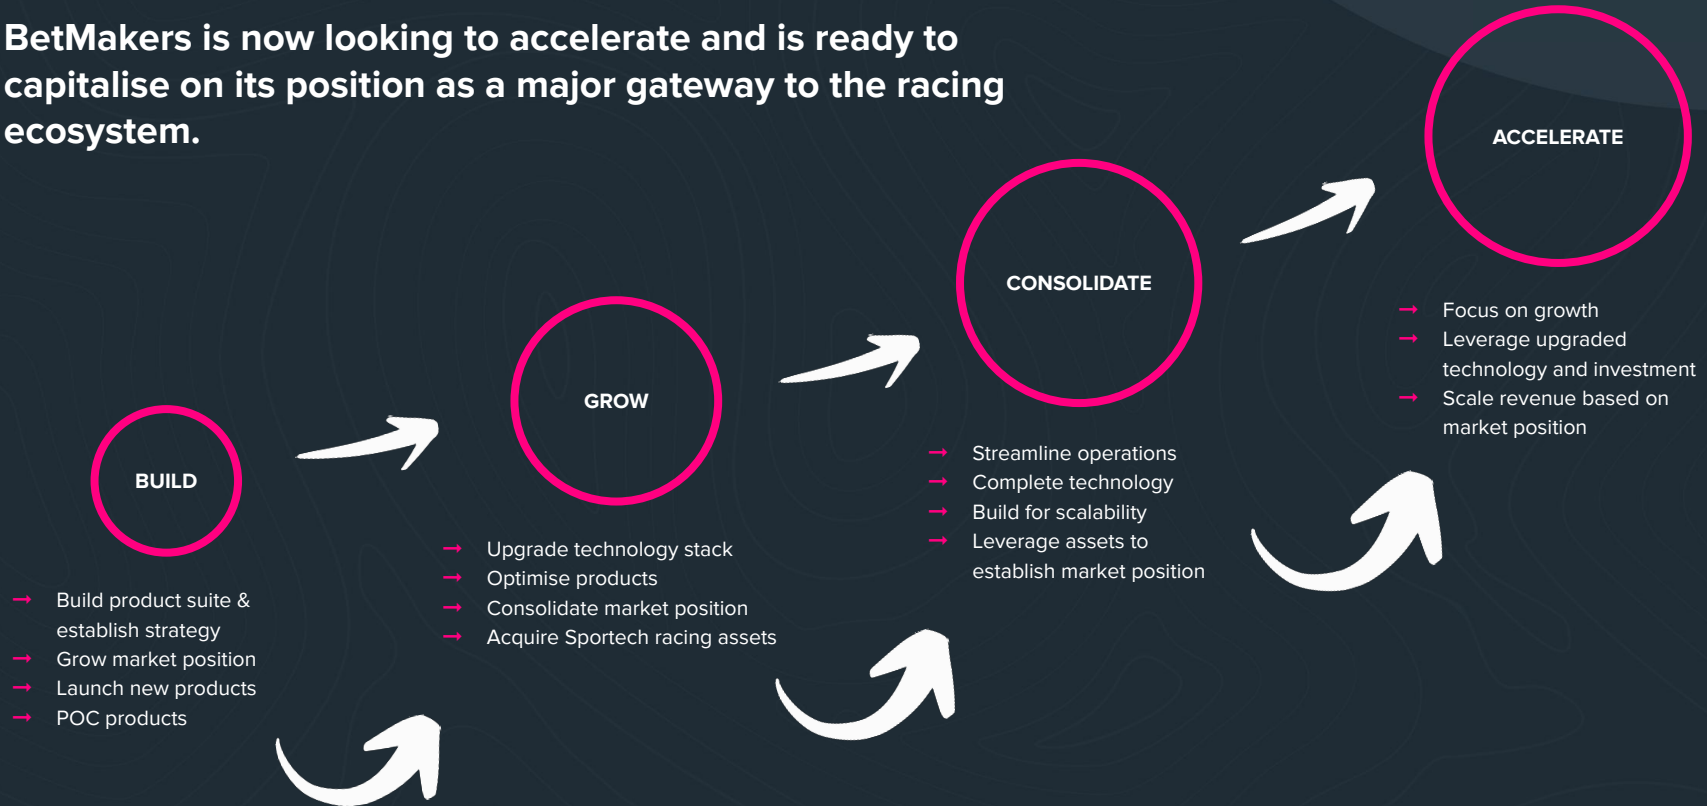 BetMakers is now looking to accelerate and is ready to
capitalise on its position as a major gateway to the racing
ecosystem.
BUILD
→ Build product suite &
establish strategy
→ Grow market position
→ Launch new products
→ POC products
GROW
→ Upgrade technology stack
→ Optimise products
→ Consolidate market position
→ Acquire Sportech racing assets
CONSOLIDATE
→ Streamline operations
→ Complete technology
→ Build for scalability
→ Leverage assets to
establish market position
ACCELERATE
→ Focus on growth
→ Leverage upgraded
technology and investment
→ Scale revenue based on
market position